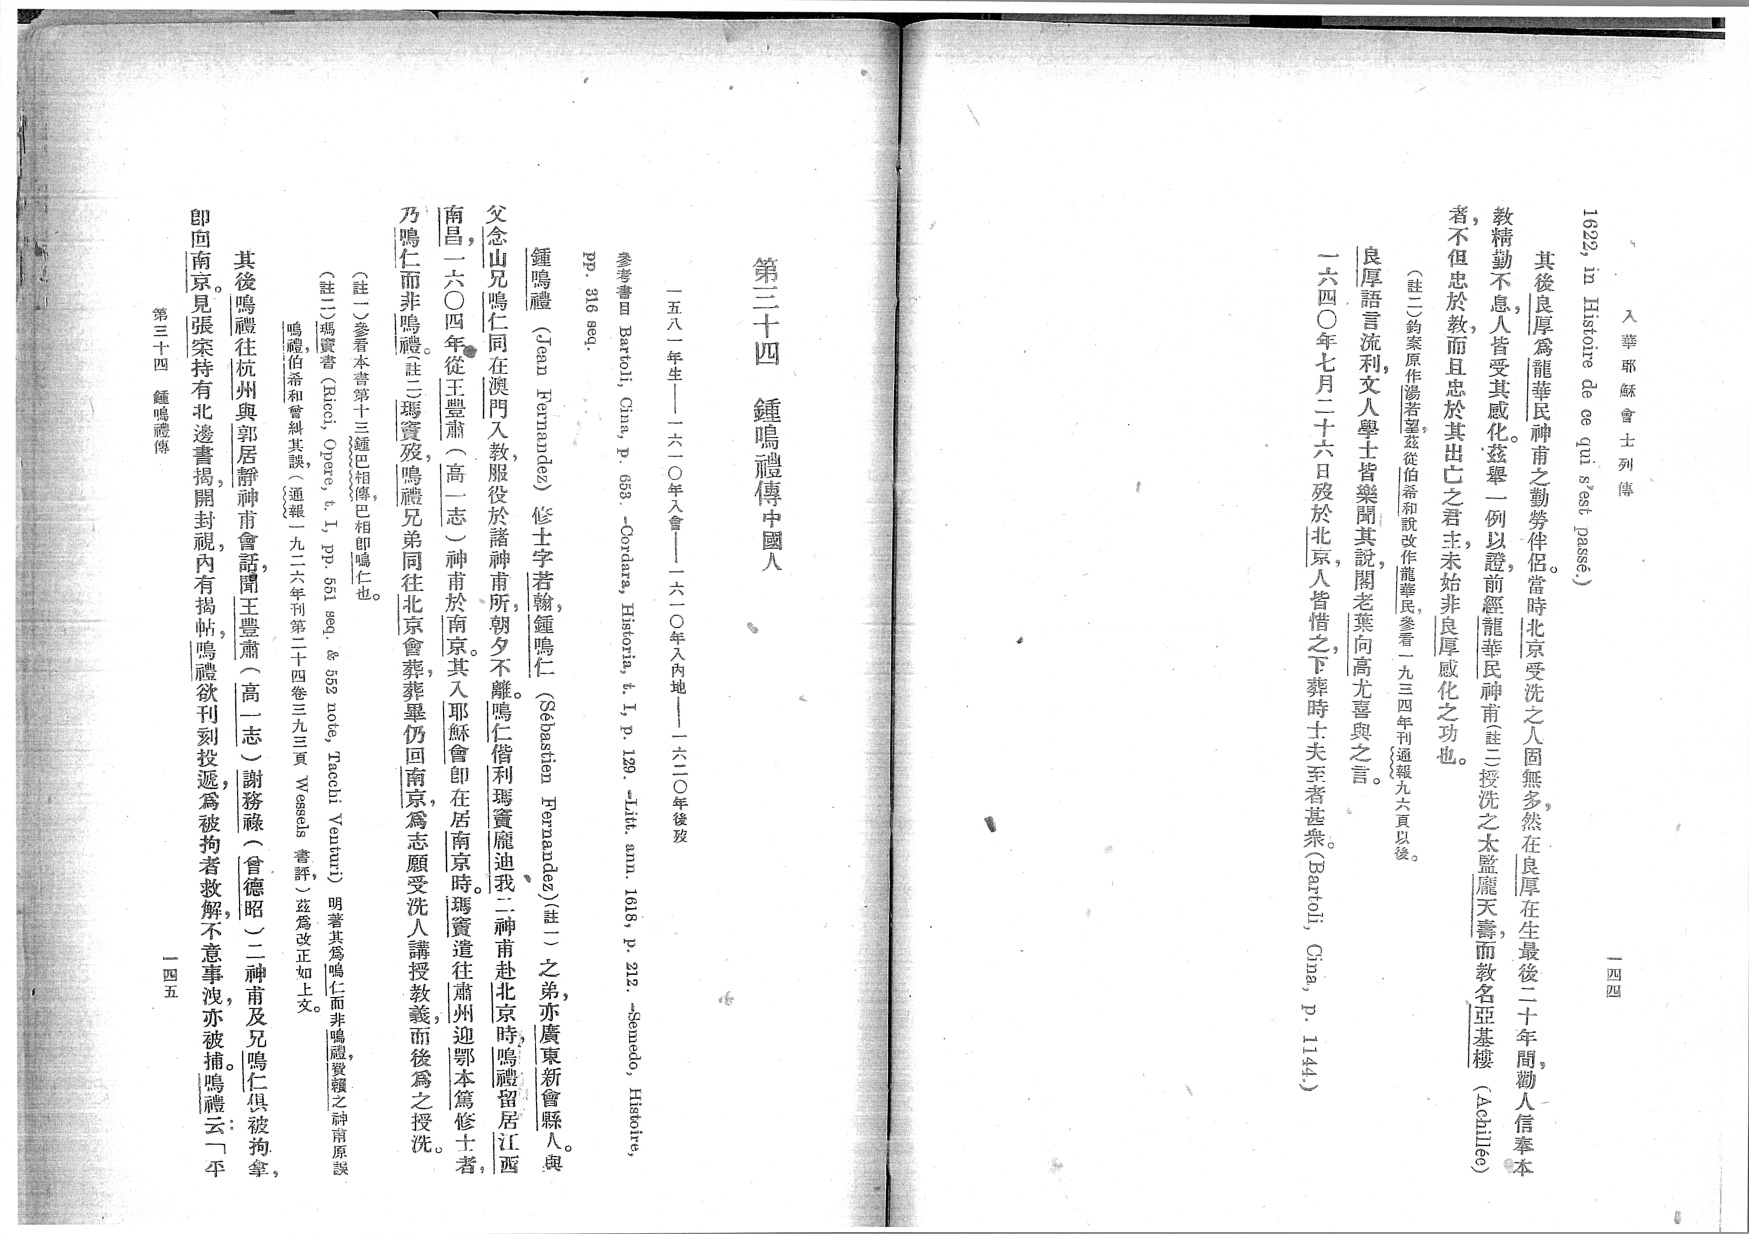 入華耶穌會士列傳
一四四
1622, in Histoire de ce qui s'est passé.)
其後良厚爲龍華民神甫之勤勞伴侶。當時北京受洗之人固無多，然在良厚在生最後二十年間，勸人信奉本
教精勤不息，人皆受其感化。茲舉一例以證，前經龍華民神甫(註二)授洗之太監龐天壽，而教名亞基樓 (Achillée)
者，不但忠於教，而且忠於其出亡之君主，未始非良厚感化之功也。
(註二)鈞案原作湯若望，茲從伯希和說改作龍華民，參看一九三四年刊通報九六頁以後。
良厚語言流利，文人學士皆樂聞其說，閣老葉向高尤喜與之言。
一六四〇年七月二十六日歿於北京，人皆惜之，下葬時士夫至者甚衆。(Bartoli, Cina, p. 1144.)
第三十四　鍾鳴禮傳中國人
一五八一年生——一六一〇年入會——一六一〇年入內地——一六二〇年後歿
參考書目 Bartoli, Cina, p. 653. -Cordara, Historia, t. I, p. 129. -Litt. ann. 1618, p. 212. -Semedo, Histoire,
pp. 316 seq.
鍾鳴禮 (Jean Fernandez) 修士字若翰，鍾鳴仁 (Sébastien Fernandez)(註一)之弟，亦廣東新會縣人。與
父念山兄鳴仁同在澳門入教，服役於諸神甫所，朝夕不離。鳴仁偕利瑪竇龐迪我二神甫赴北京時，鳴禮留居江西
南昌，一六〇四年從王豐肅(高一志)神甫於南京。其入耶穌會卽在居南京時。瑪竇遣往肅州迎鄂本篤修士者，
乃鳴仁而非鳴禮。(註二)瑪竇歿，鳴禮兄弟同往北京會葬，葬畢仍回南京，爲志願受洗人講授教義，而後爲之授洗。
(註一)參看本書第十三鍾巴相傳，巴相卽鳴仁也。
(註二)瑪竇書 (Ricci, Opere, t. I, pp. 551 seq. & 552 note, Tacchi Venturi) 明著其爲鳴仁而非鳴禮，費賴之神甫原誤
鳴禮，伯希和曾糾其誤，(通報一九二六年刊第二十四卷三九三頁 Wessels 書評，)茲爲改正如上文。
其後鳴禮往杭州與郭居靜神甫會話，聞王豐肅(高一志)謝務祿(曾德昭)二神甫及兄鳴仁俱被拘拿，
卽回南京。見張寀持有北邊書揭，開封視，內有揭帖，鳴禮欲刊刻投遞，爲被拘者救解，不意事洩，亦被捕。鳴禮云：「平
第三十四　鍾鳴禮傳
一四五